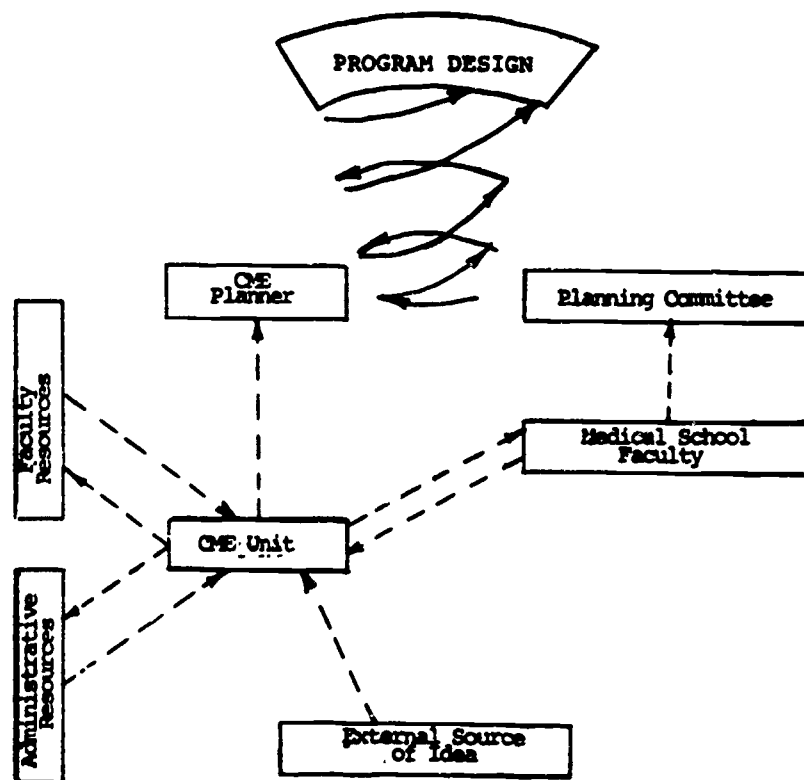 PROGRAM DESIGN
CME
Planner
Planning Committee
Faculty
Resources
Medical School
Faculty
CME Unit
Administrative
Resources
External Source
of Idea